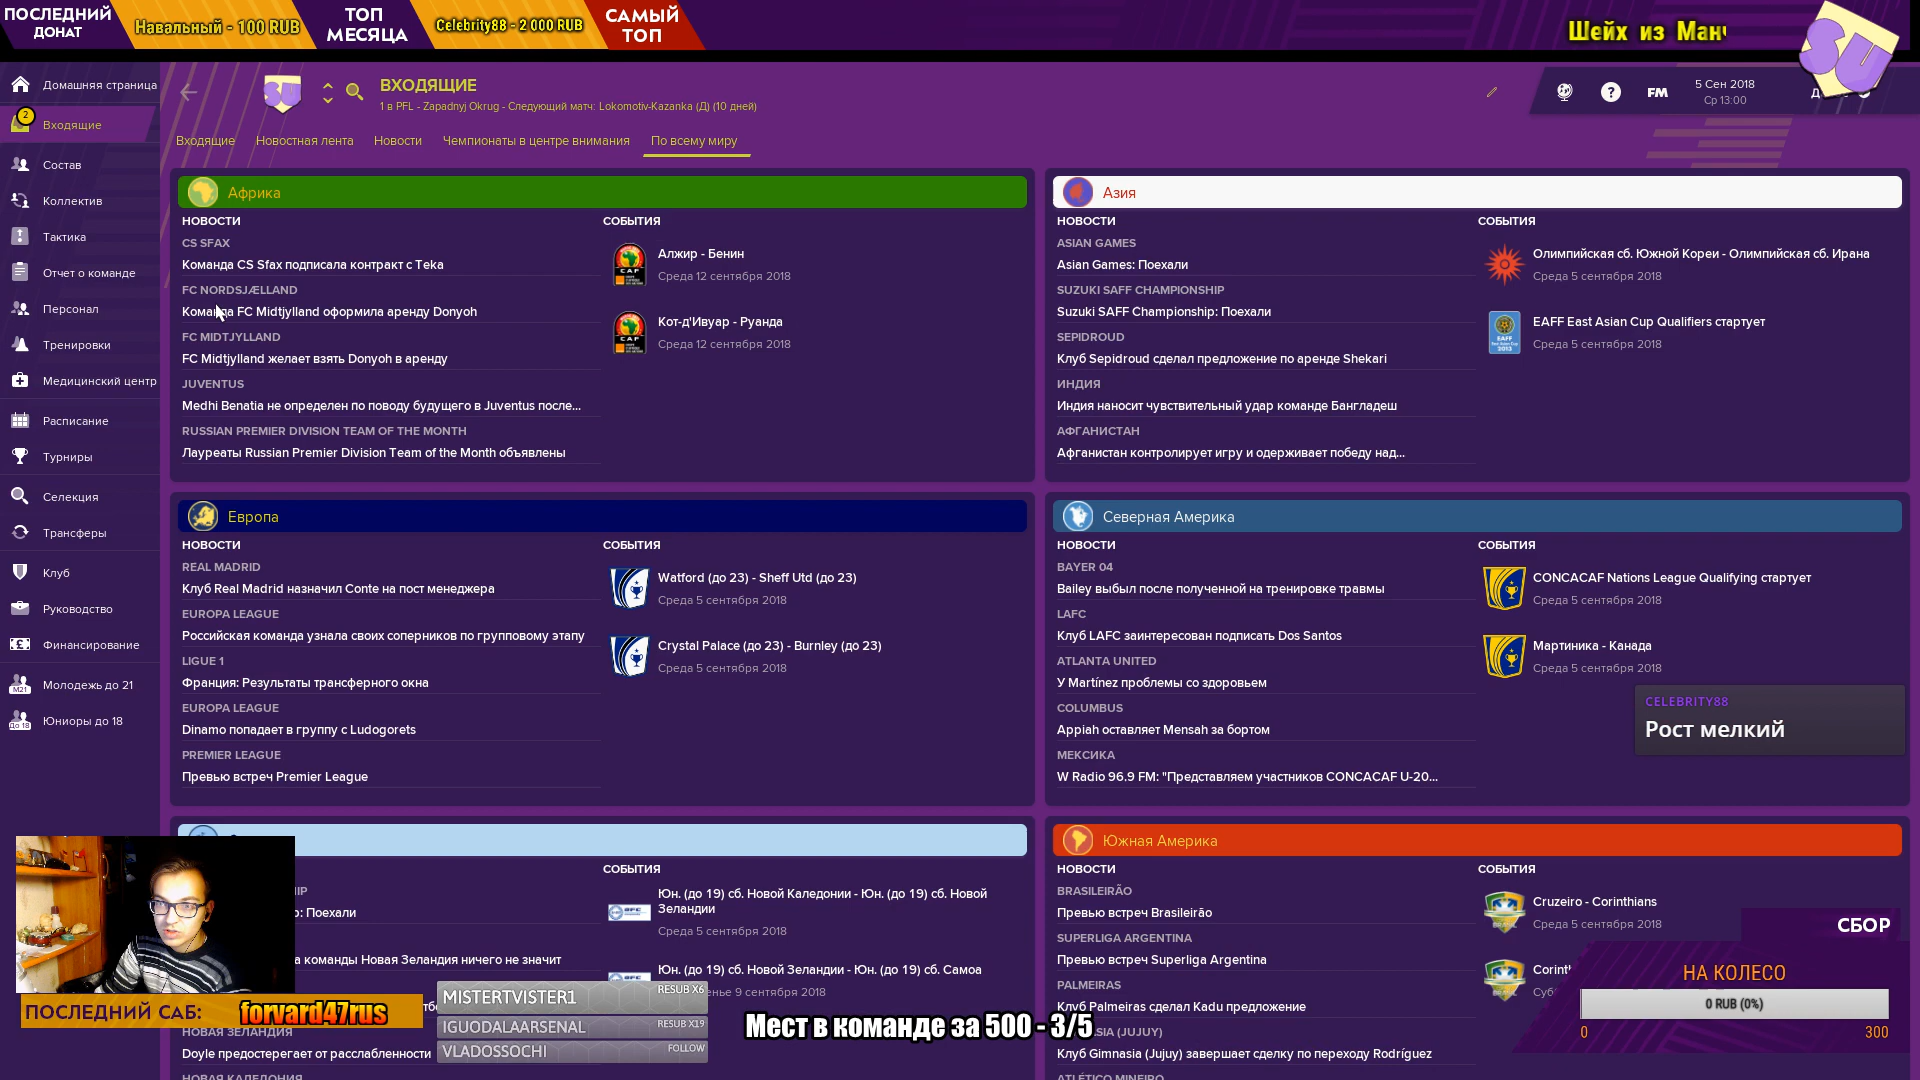 ПОСЛЕДНИЙ
ДОНАТ
Навальный - 100 RUB
ТОП
МЕСЯЦА
Celebrity88 - 2 000 RUB
САМЫЙ
ТОП
Шейх из Ман
SU
Домашняя страница
2
Входящие
Состав
Коллектив
Тактика
Отчет о команде
Персонал
Тренировки
Медицинский центр
Расписание
Турниры
Селекция
Трансферы
Клуб
Руководство
Финансирование
М21
Молодежь до 21
До 18
Юниоры до 18
ВХОДЯЩИЕ
1 в PFL - Zapadnyj Okrug - Следующий матч: Lokomotiv-Kazanka (Д) (10 дней)
?
FM
5 Сен 2018
Ср 13:00
Входящие
Новостная лента
Новости
Чемпионаты в центре внимания
По всему миру
Африка
НОВОСТИ
CS SFAX
Команда CS Sfax подписала контракт с Teka
FC NORDSJÆLLAND
Команда FC Midtjylland оформила аренду Donyoh
FC MIDTJYLLAND
FC Midtjylland желает взять Donyoh в аренду
JUVENTUS
Medhi Benatia не определен по поводу будущего в Juventus после...
RUSSIAN PREMIER DIVISION TEAM OF THE MONTH
Лауреаты Russian Premier Division Team of the Month объявлены
СОБЫТИЯ
CAF
Алжир - Бенин
Среда 12 сентября 2018
CAF
Кот-д'Ивуар - Руанда
Среда 12 сентября 2018
Азия
НОВОСТИ
ASIAN GAMES
Asian Games: Поехали
SUZUKI SAFF CHAMPIONSHIP
Suzuki SAFF Championship: Поехали
SEPIDROUD
Клуб Sepidroud сделал предложение по аренде Shekari
ИНДИЯ
Индия наносит чувствительный удар команде Бангладеш
АФГАНИСТАН
Афганистан контролирует игру и одерживает победу над...
СОБЫТИЯ
Олимпийская сб. Южной Кореи - Олимпийская сб. Ирана
Среда 5 сентября 2018
EAFF
EAFF East Asian Cup Qualifiers стартует
Среда 5 сентября 2018
Европа
НОВОСТИ
REAL MADRID
Клуб Real Madrid назначил Conte на пост менеджера
EUROPA LEAGUE
Российская команда узнала своих соперников по групповому этапу
LIGUE 1
Франция: Результаты трансферного окна
EUROPA LEAGUE
Dinamo попадает в группу с Ludogorets
PREMIER LEAGUE
Превью встреч Premier League
СОБЫТИЯ
Watford (до 23) - Sheff Utd (до 23)
Среда 5 сентября 2018
Crystal Palace (до 23) - Burnley (до 23)
Среда 5 сентября 2018
Северная Америка
НОВОСТИ
BAYER 04
Bailey выбыл после полученной на тренировке травмы
LAFC
Клуб LAFC заинтересован подписать Dos Santos
ATLANTA UNITED
У Martínez проблемы со здоровьем
COLUMBUS
Appiah оставляет Mensah за бортом
МЕКСИКА
W Radio 96.9 FM: "Представляем участников CONCACAF U-20...
СОБЫТИЯ
CONCACAF Nations League Qualifying стартует
Среда 5 сентября 2018
Мартиника - Канада
Среда 5 сентября 2018
CELEBRITY88
Рост мелкий
СОБЫТИЯ
Поехали
а команды Новая Зеландия ничего не значит
НОВАЯ ЗЕЛАНДИЯ
Doyle предостерегает от расслабленности
НОВАЯ КАЛЕДОНИЯ
Юн. (до 19) сб. Новой Каледонии - Юн. (до 19) сб. Новой
Зеландии
Среда 5 сентября 2018
Юн. (до 19) сб. Новой Зеландии - Юн. (до 19) сб. Самоа
9 сентября 2018
Южная Америка
НОВОСТИ
BRASILEIRÃO
Превью встреч Brasileirão
SUPERLIGA ARGENTINA
Превью встреч Superliga Argentina
PALMEIRAS
Клуб Palmeiras сделал Kadu предложение
(JUJUY)
Клуб Gimnasia (Jujuy) завершает сделку по переходу Rodríguez
ATLÉTICO MINEIRO
СОБЫТИЯ
Cruzeiro - Corinthians
Среда 5 сентября 2018
СБОР
НА КОЛЕСО
0 RUB (0%)
0
300
ПОСЛЕДНИЙ САБ:
forvard47rus
MISTERTVISTER1
RESUB X6
IGUODALAARSENAL
RESUB X19
VLADOSSOCHI
FOLLOW
Мест в команде за 500 - 3/5